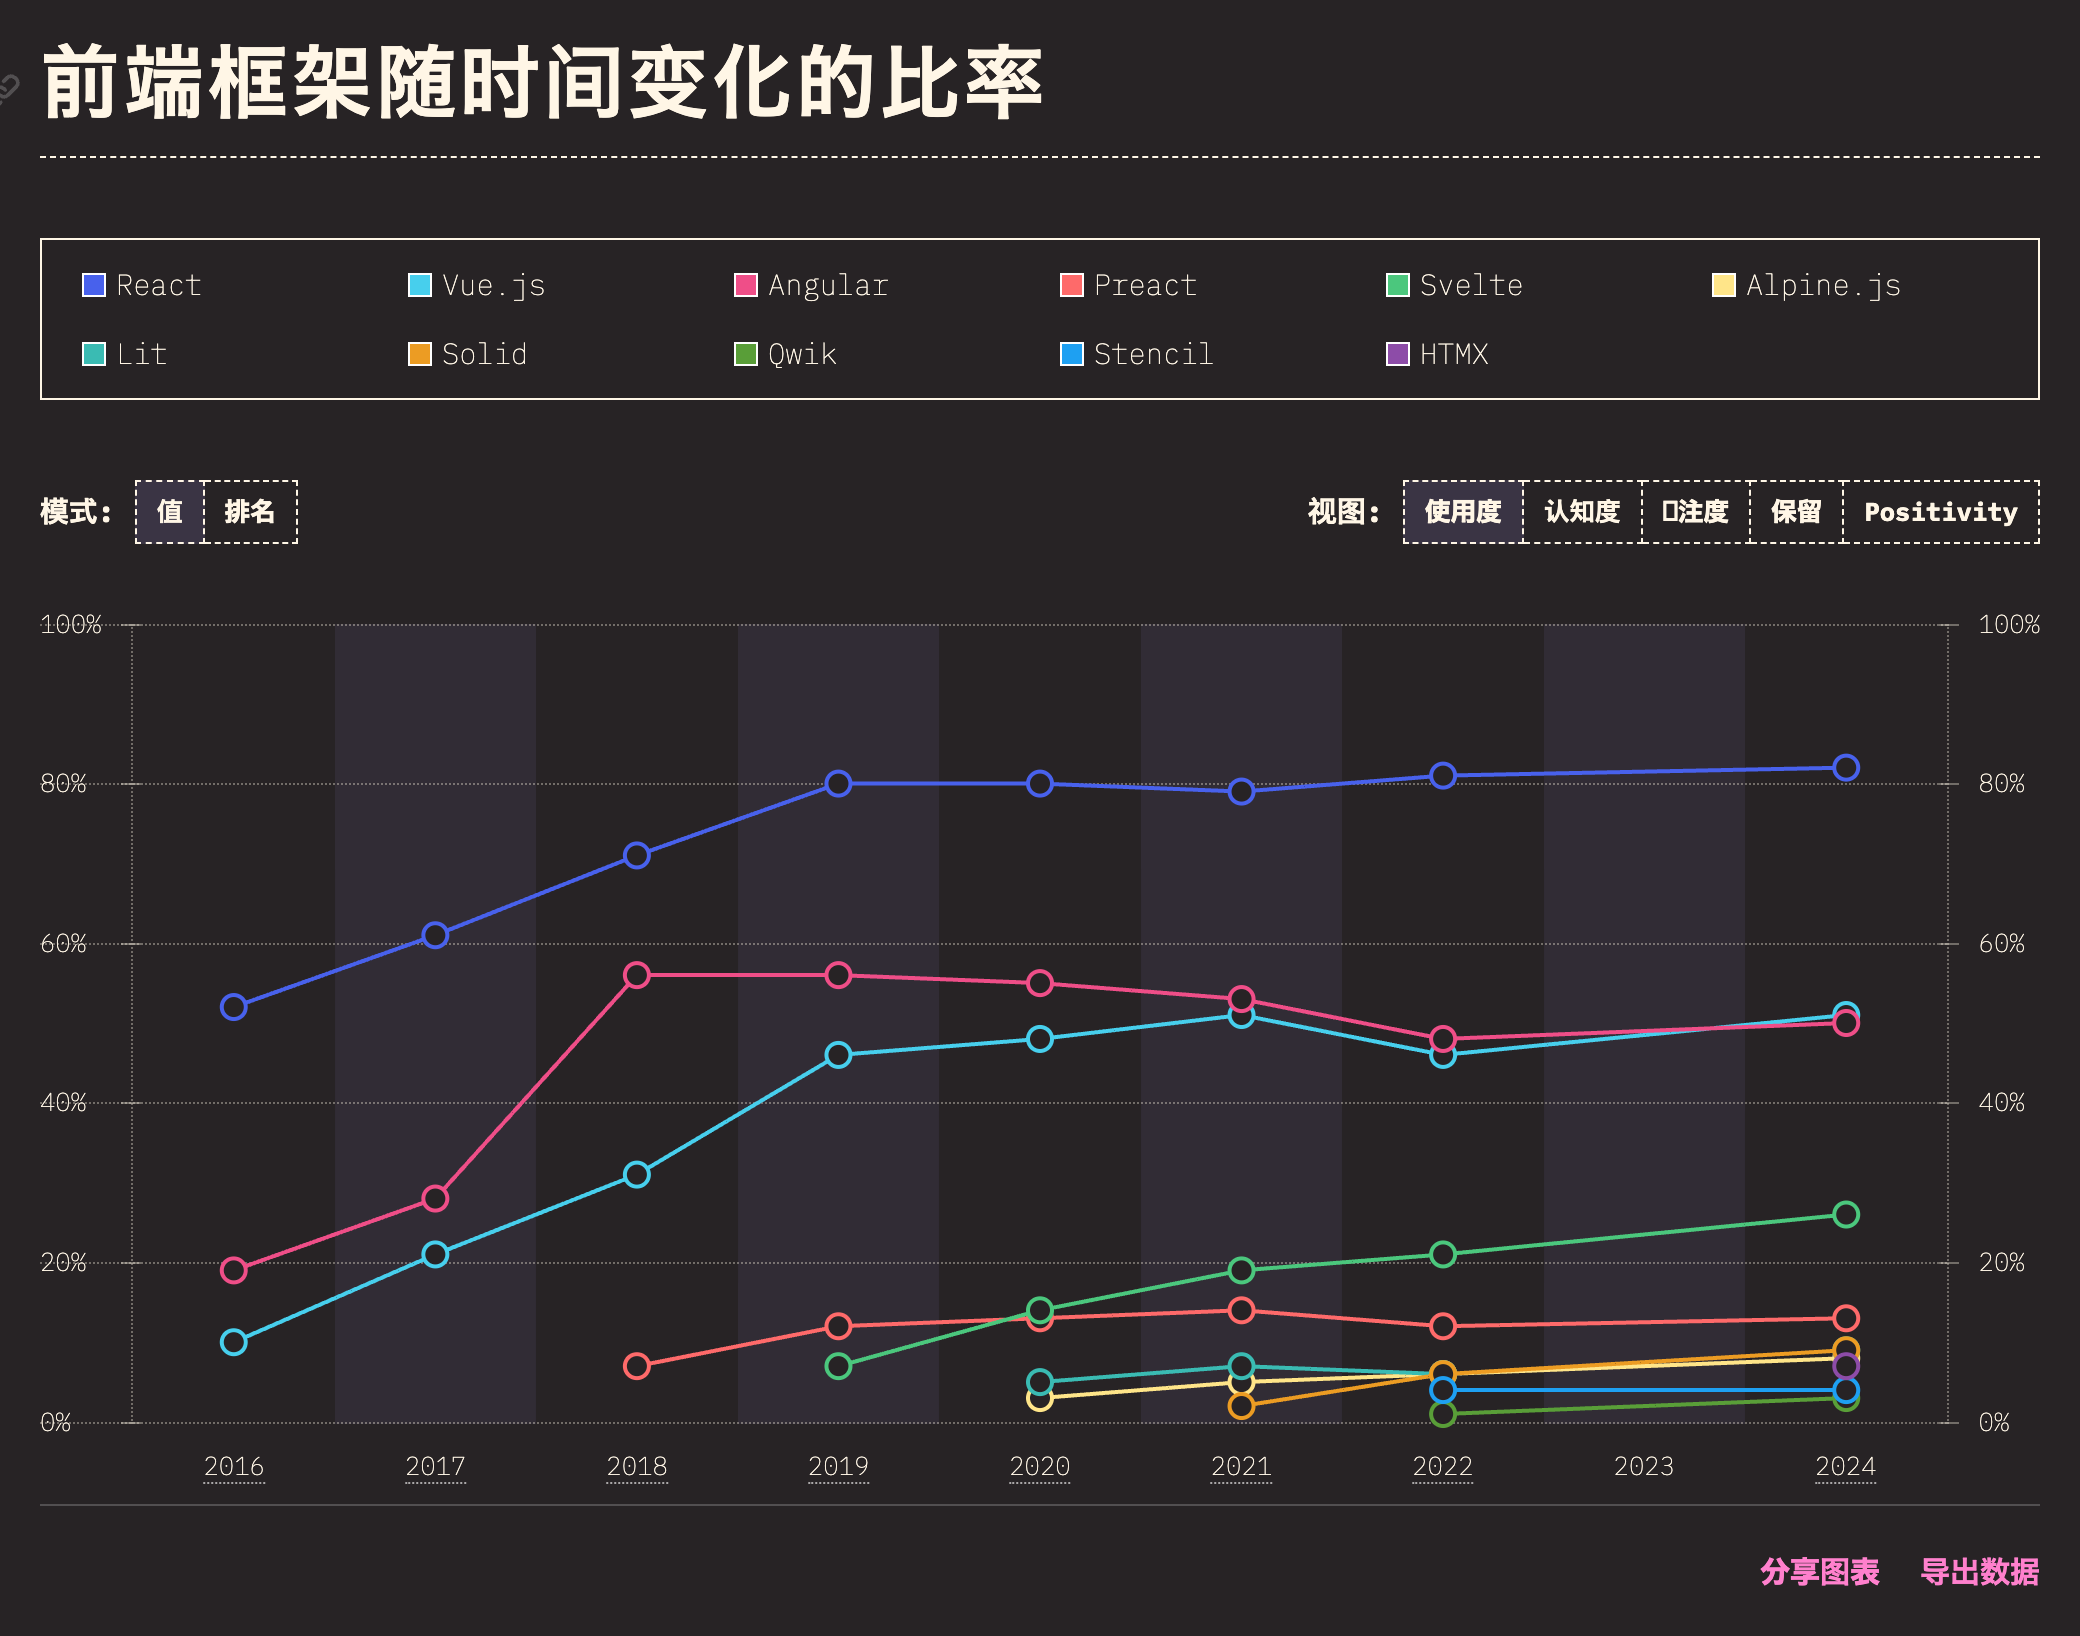 前端框架随时间变化的比率
React Vue.js Angular Preact Svelte Alpine.js
Lit Solid Qwik Stencil HTMX
模式: 值 排名 视图: 使用度 认知度 注度 保留 Positivity
100% 100%
80% 80%
60% 60%
40% 40%
20% 20%
0% 0%
2016 2017 2018 2019 2020 2021 2022 2023 2024
分享图表 导出数据